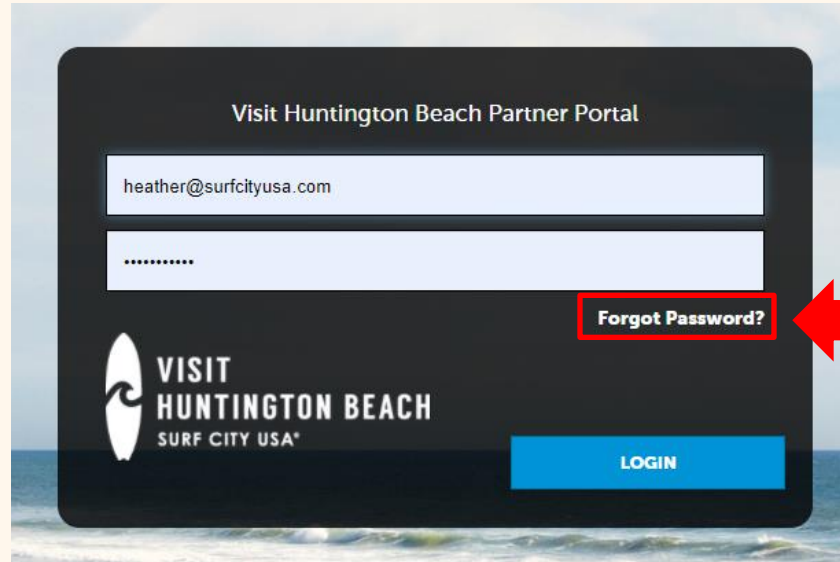 Visit Huntington Beach Partner Portal
heather@surfcityusa.com
•••••••••••
Forgot Password?
VISIT
HUNTINGTON BEACH
SURF CITY USA®
LOGIN